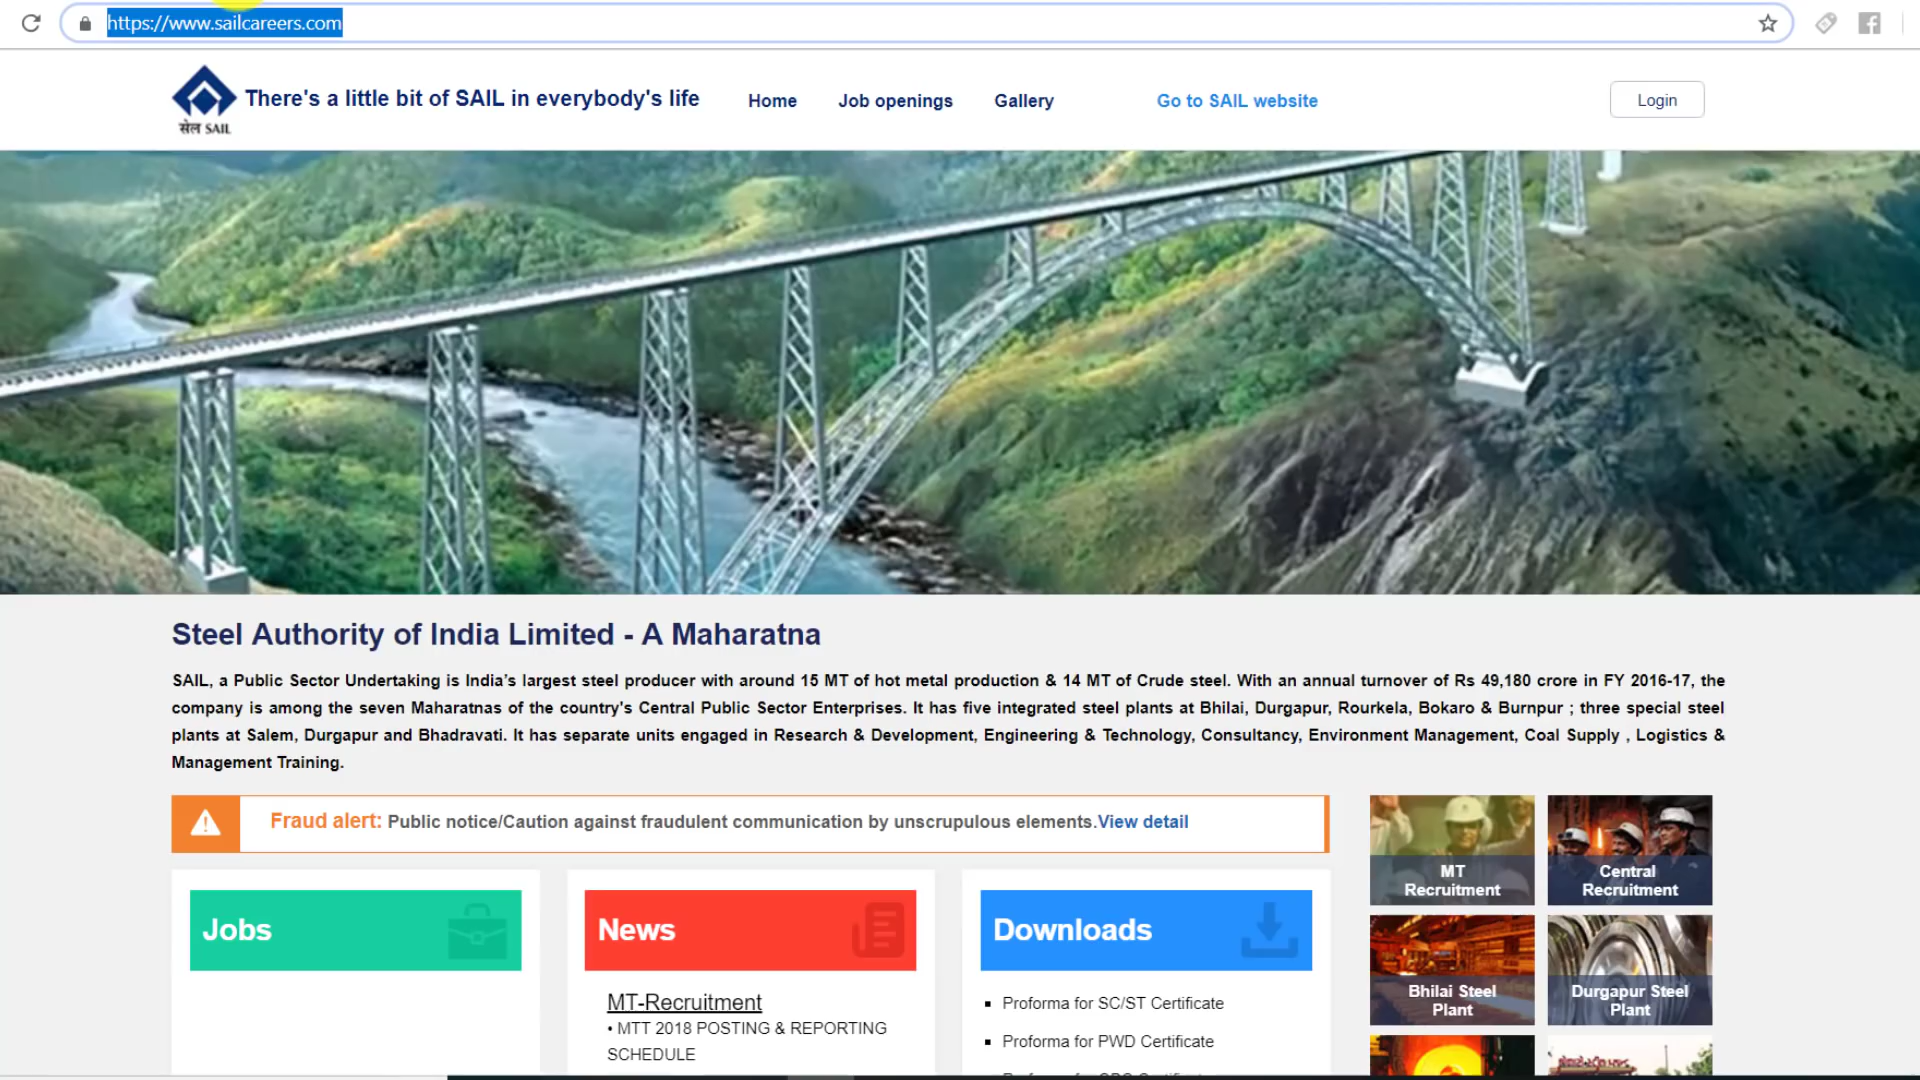 https://www.sailcareers.com
सेल SAIL
There's a little bit of SAIL in everybody's life
Home
Job openings
Gallery
Go to SAIL website
Login
Steel Authority of India Limited - A Maharatna
SAIL, a Public Sector Undertaking is India’s largest steel producer with around 15 MT of hot metal production & 14 MT of Crude steel. With an annual turnover of Rs 49,180 crore in FY 2016-17, the
company is among the seven Maharatnas of the country's Central Public Sector Enterprises. It has five integrated steel plants at Bhilai, Durgapur, Rourkela, Bokaro & Burnpur ; three special steel
plants at Salem, Durgapur and Bhadravati. It has separate units engaged in Research & Development, Engineering & Technology, Consultancy, Environment Management, Coal Supply , Logistics &
Management Training.
Fraud alert: Public notice/Caution against fraudulent communication by unscrupulous elements.View detail
MT
Recruitment
Central
Recruitment
Jobs
News
Downloads
MT-Recruitment
• MTT 2018 POSTING & REPORTING
SCHEDULE
Proforma for SC/ST Certificate
Proforma for PWD Certificate
Bhilai Steel
Plant
Durgapur Steel
Plant